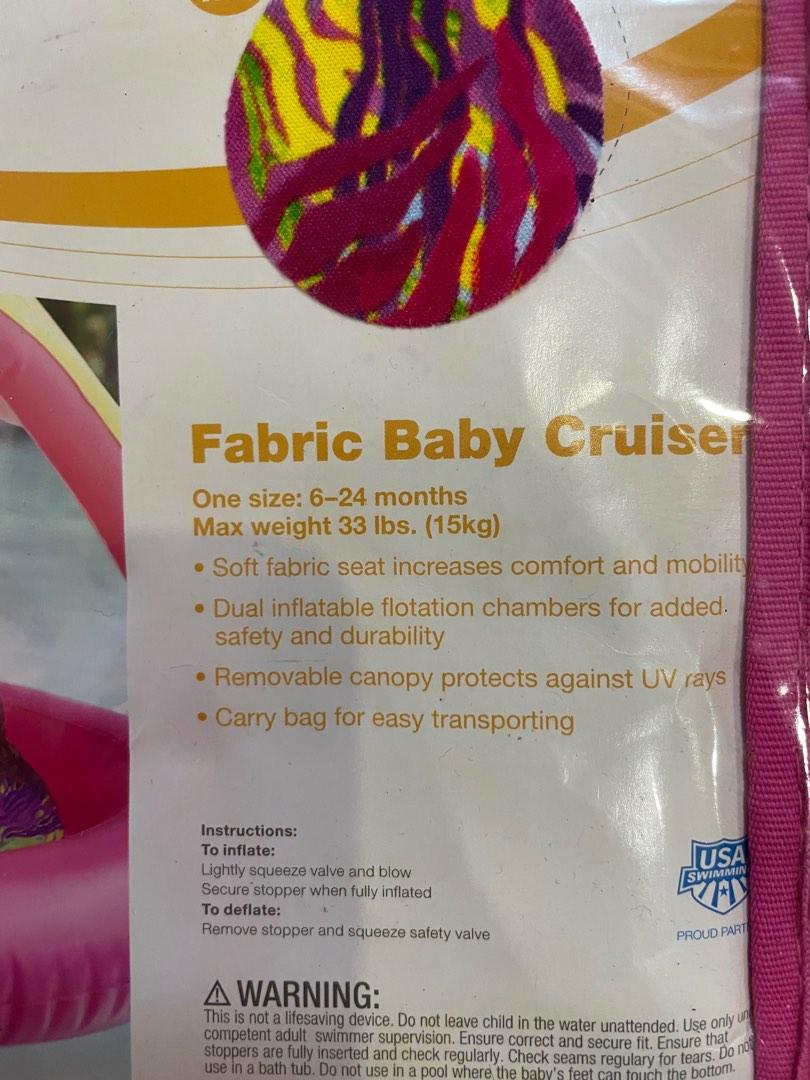 Fabric Baby Cruiser
One size: 6–24 months
Max weight 33 lbs. (15kg)
• Soft fabric seat increases comfort and mobility
• Dual inflatable flotation chambers for added
safety and durability
• Removable canopy protects against UV rays
• Carry bag for easy transporting
Instructions:
To inflate:
Lightly squeeze valve and blow
Secure stopper when fully inflated
To deflate:
Remove stopper and squeeze safety valve
USA
SWIMMIN
PROUD PART
⚠ WARNING:
This is not a lifesaving device. Do not leave child in the water unattended. Use only un
competent adult swimmer supervision. Ensure correct and secure fit. Ensure that
stoppers are fully inserted and check regularly. Check seams regulary for tears. Do not
use in a bath tub. Do not use in a pool where the baby's feet can touch the bottom.